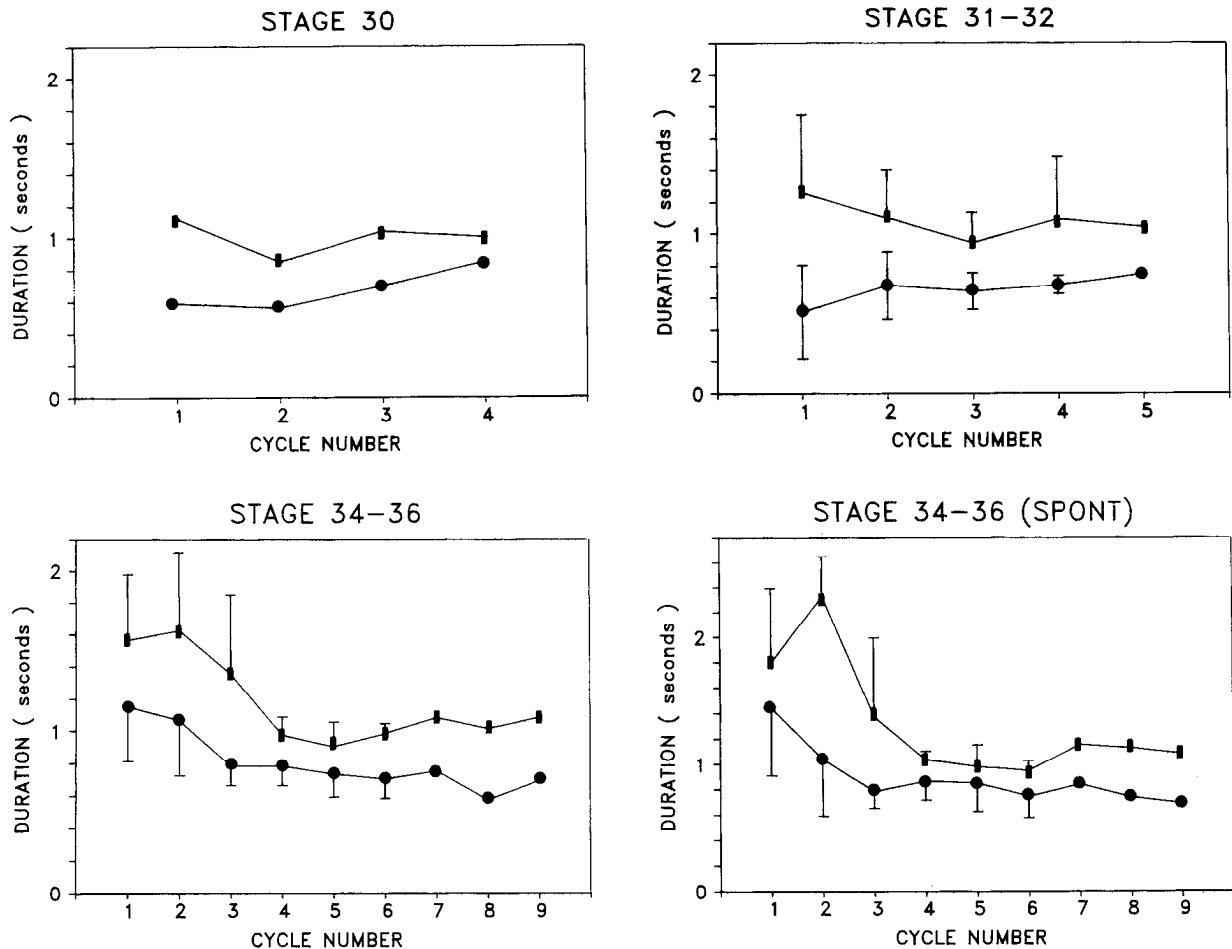 STAGE 30
2
1
0
DURATION ( seconds )
1 2 3 4
CYCLE NUMBER
STAGE 31-32
2
1
0
DURATION ( seconds )
1 2 3 4 5
CYCLE NUMBER
STAGE 34-36
2
1
0
DURATION ( seconds )
1 2 3 4 5 6 7 8 9
CYCLE NUMBER
STAGE 34-36 (SPONT)
2
1
0
DURATION ( seconds )
1 2 3 4 5 6 7 8 9
CYCLE NUMBER